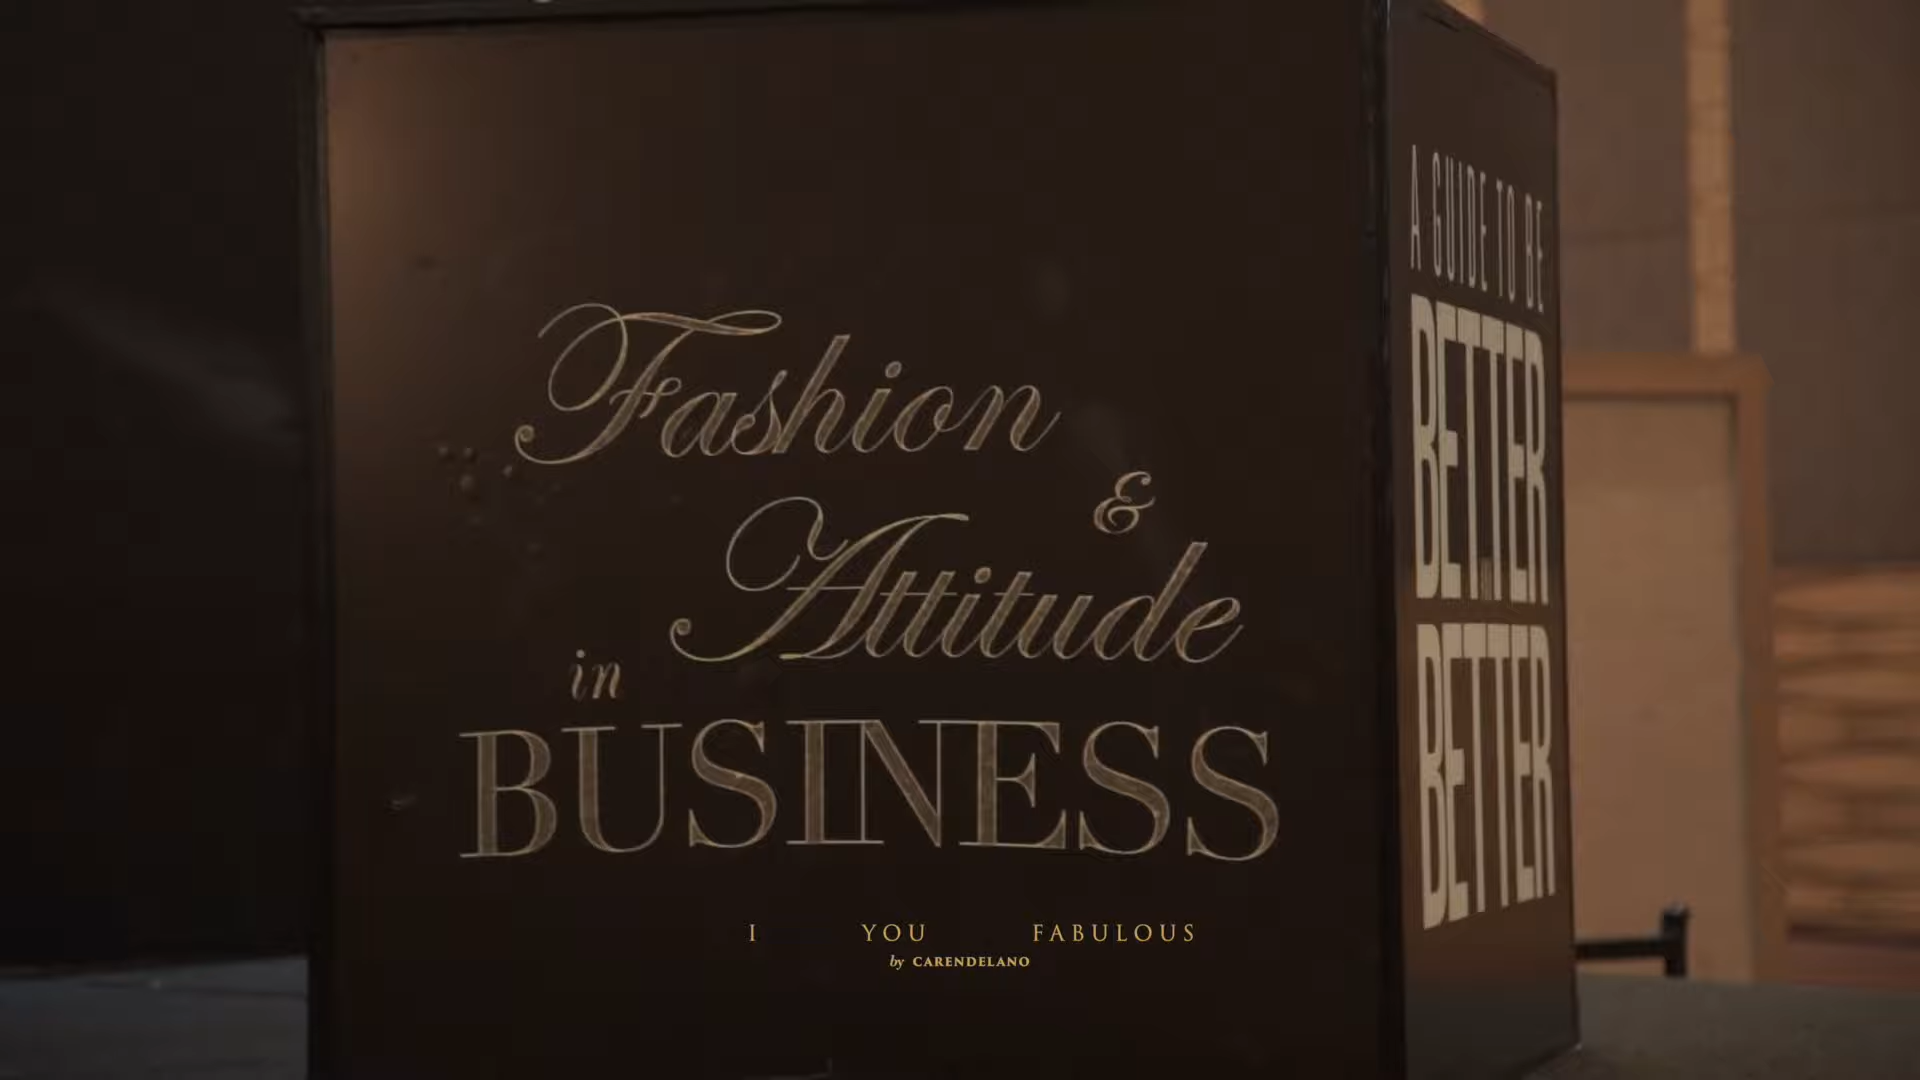 Fashion
&
Attitude
in
BUSINESS
I YOU FABULOUS
by CARENDELANO
A GUIDE TO BE
BETTER
BETTER